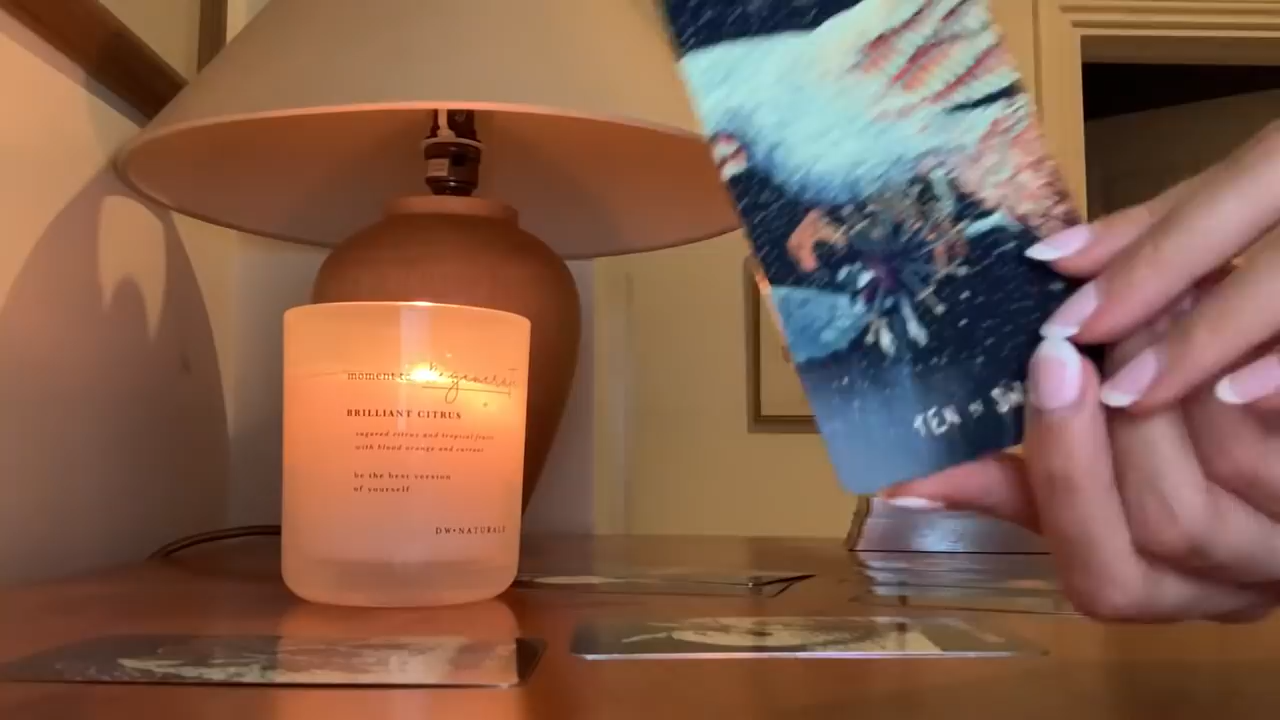 moment to
BRILLIANT CITRUS
sugared citrus and tropical fruits
with blood orange and currant
be the best version
of yourself
DW•NATURALS
TEN OF